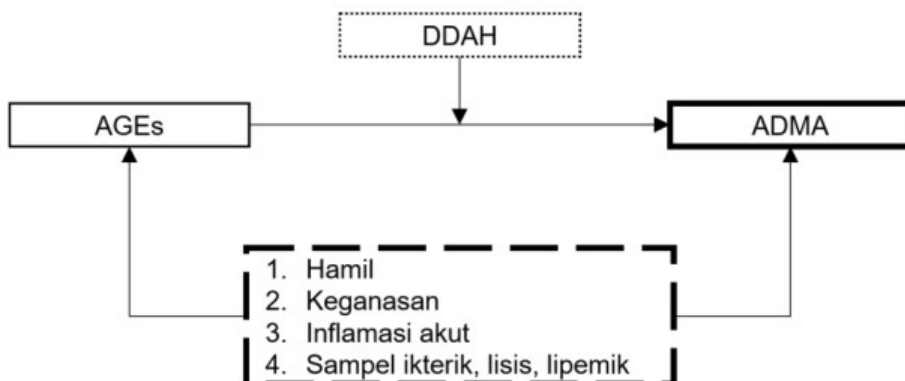 DDAH
AGEs
ADMA
1. Hamil
2. Keganasan
3. Inflamasi akut
4. Sampel ikterik, lisis, lipemik